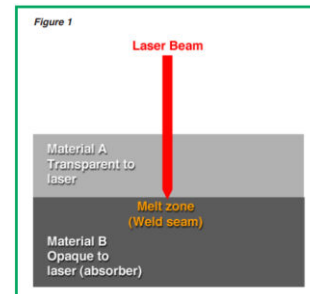 Figure 1
Laser Beam
Material A
Transparent to
laser
Melt zone
(Weld seam)
Material B
Opaque to
laser (absorber)